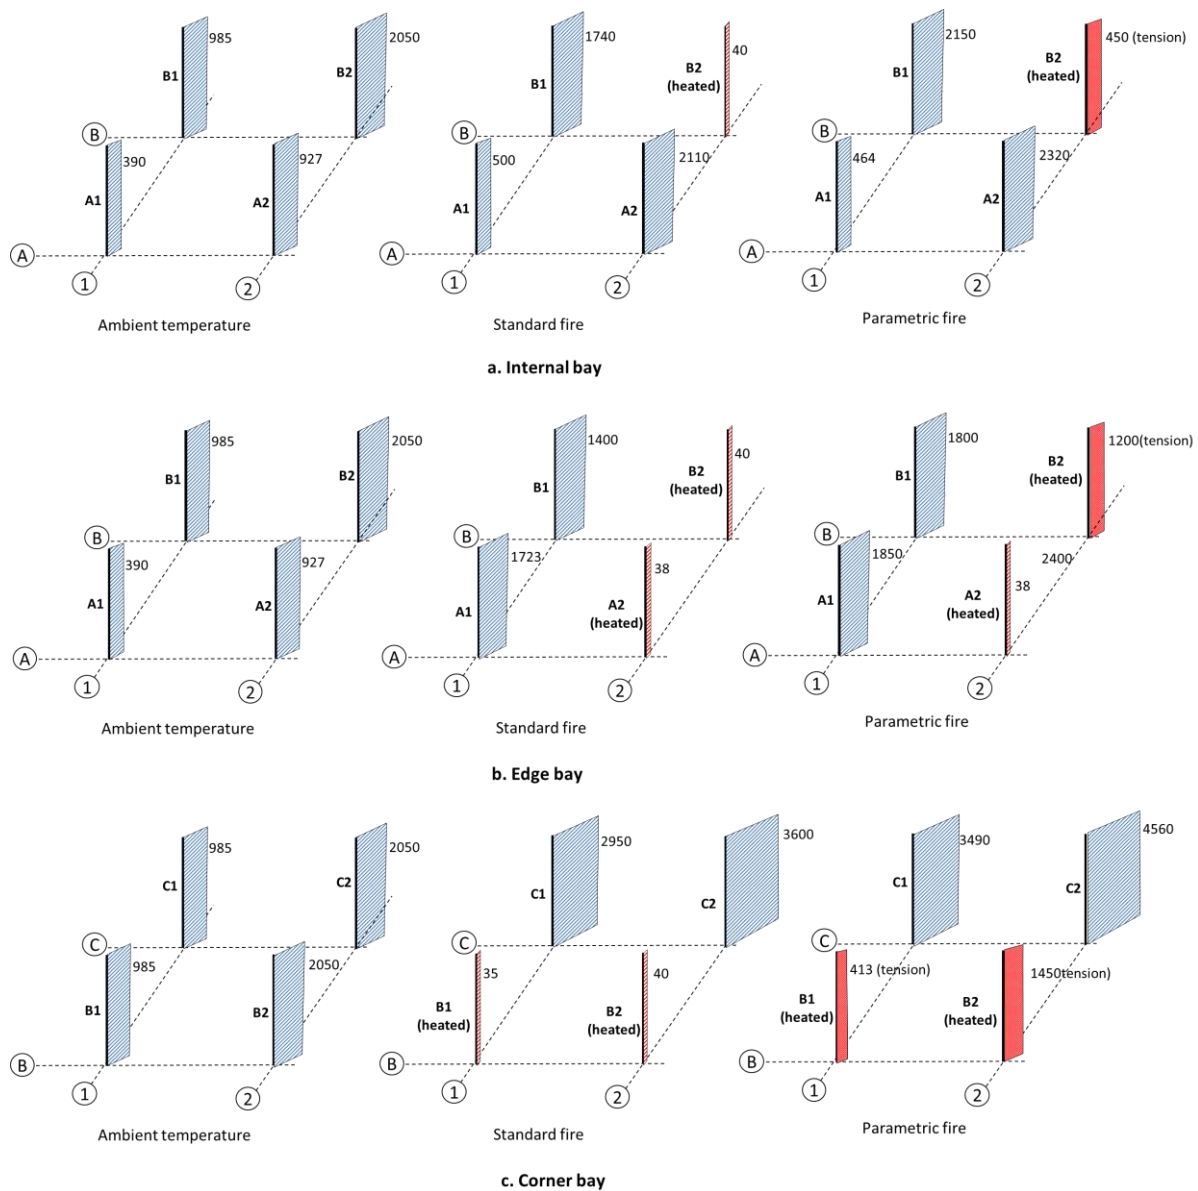 985
2050
B1
B2
B
390
927
A1
A2
A
1
2
Ambient temperature
1740
40
B1
B2
(heated)
B
500
2110
A1
A2
A
1
2
Standard fire
2150
450 (tension)
B1
B2
(heated)
B
464
2320
A1
A2
A
1
2
Parametric fire
a. Internal bay
985
2050
B1
B2
B
390
927
A1
A2
A
1
2
Ambient temperature
1400
40
B1
B2
(heated)
B
1723
38
A1
A2
(heated)
A
1
2
Standard fire
1800
1200(tension)
B1
B2
(heated)
B
1850
2400
38
A1
A2
(heated)
A
1
2
Parametric fire
b. Edge bay
985
2050
C1
C2
C
985
2050
B1
B2
B
1
2
Ambient temperature
2950
3600
C1
C2
C
35
40
B1
(heated)
B2
(heated)
B
1
2
Standard fire
3490
4560
C1
C2
C
413 (tension)
1450tension)
B1
(heated)
B2
(heated)
B
1
2
Parametric fire
c. Corner bay